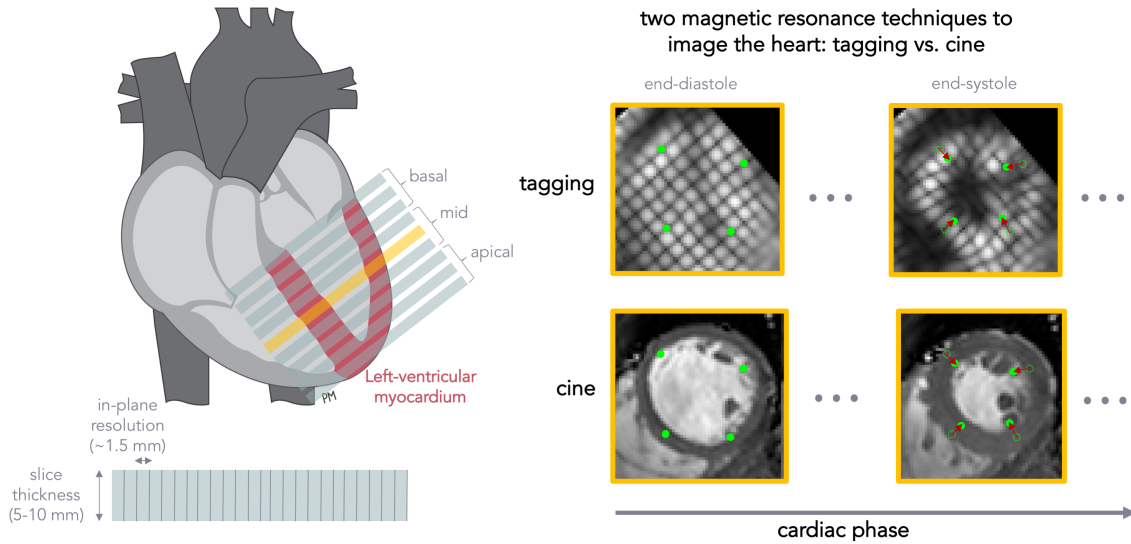 two magnetic resonance techniques to
image the heart: tagging vs. cine
end-diastole
end-systole
basal
mid
apical
tagging
Left-ventricular
myocardium
PM
cine
in-plane
resolution
(~1.5 mm)
slice
thickness
(5-10 mm)
cardiac phase